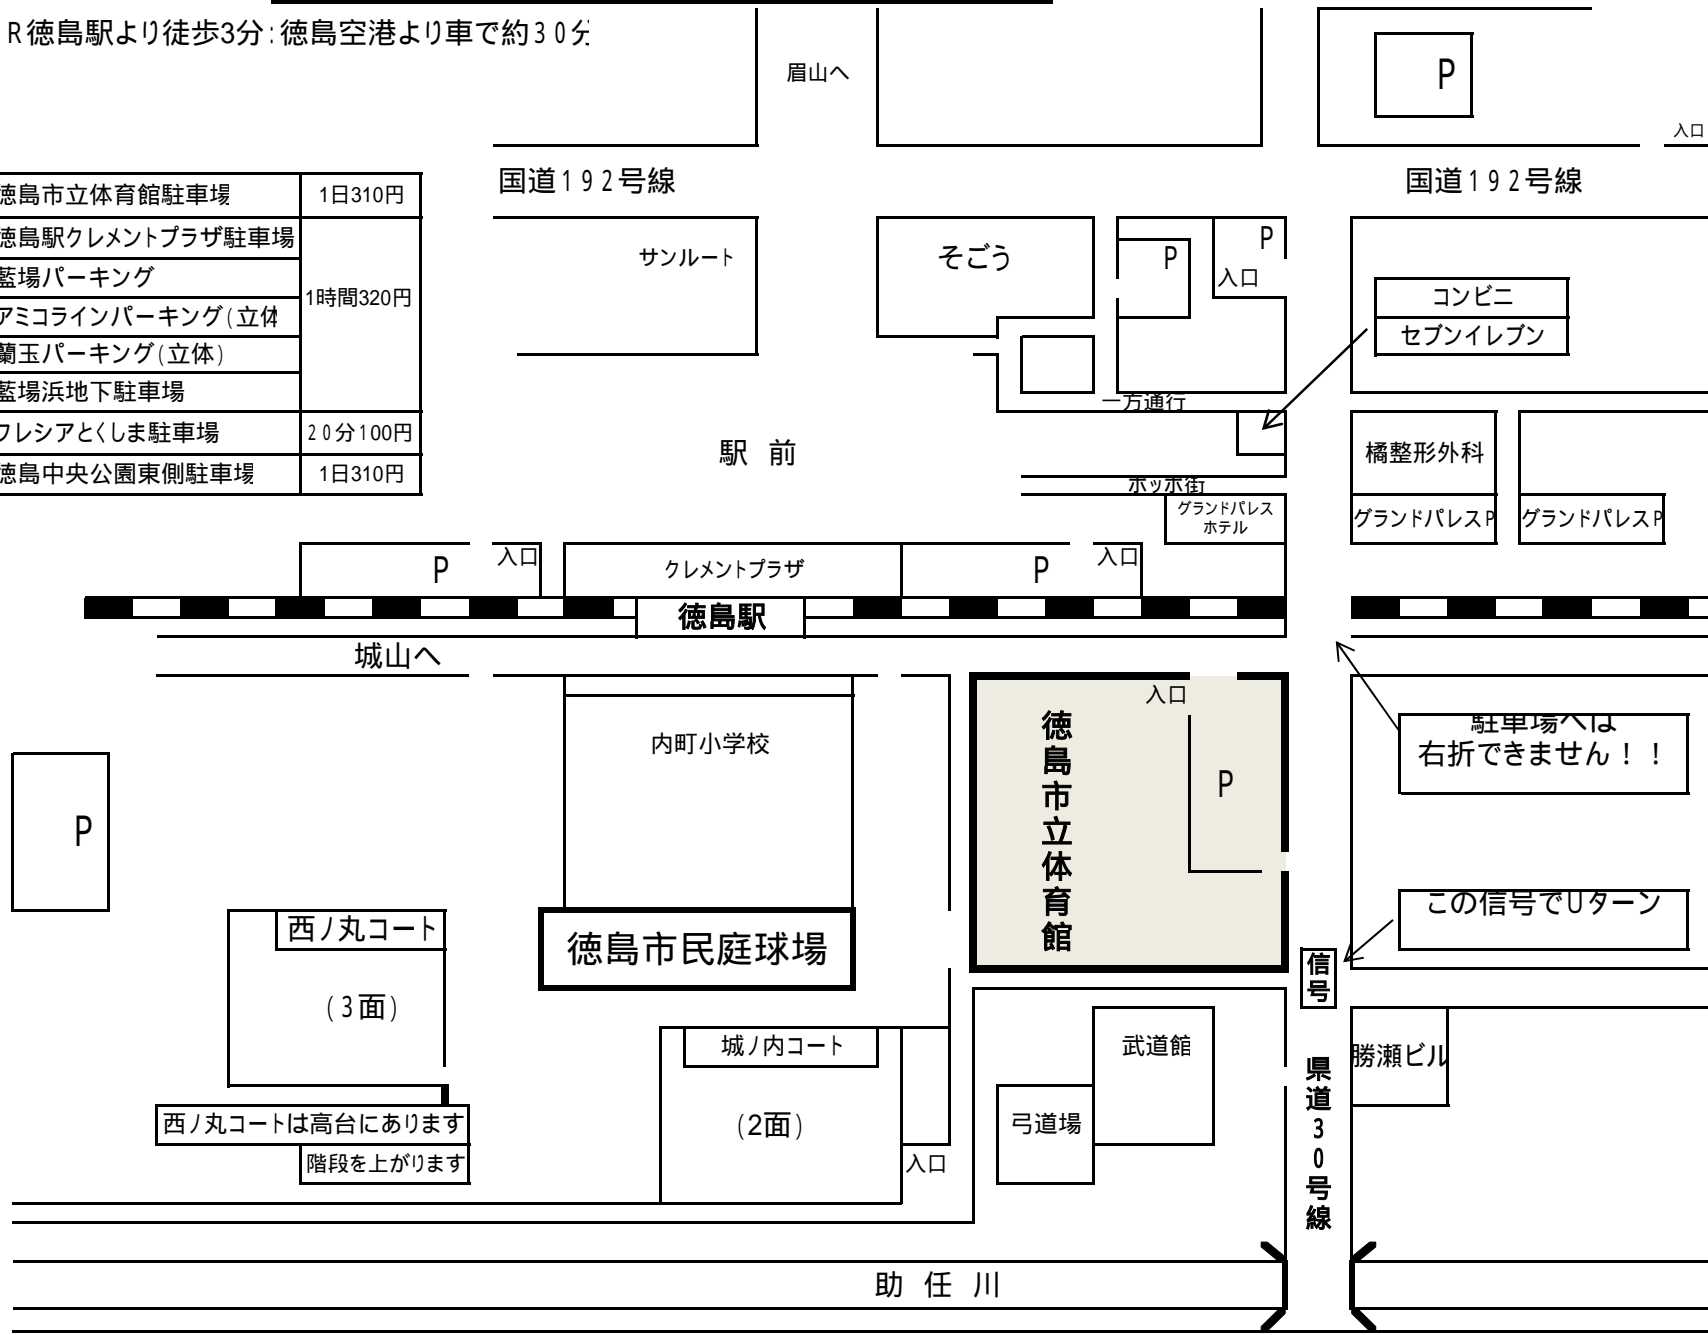 R徳島駅より徒歩3分:徳島空港より車で約30分
眉山へ
P
入口
国道192号線
国道192号線
徳島市立体育館駐車場 1日310円
徳島駅クレメントプラザ駐車場
藍場パーキング
1時間320円
アミコラインパーキング(立体
蘭玉パーキング(立体)
藍場浜地下駐車場
フレシアとくしま駐車場 20分100円
徳島中央公園東側駐車場 1日310円
サンルート
そごう
P
P
入口
コンビニ
セブンイレブン
一方通行
駅 前
ポッポ街
グランドパレス
ホテル
橘整形外科
グランドパレスP
グランドパレスP
P
入口
クレメントプラザ
P
入口
徳島駅
城山へ
内町小学校
徳島市立体育館
入口
P
駐車場へは
右折できません!!
P
この信号でUターン
西ノ丸コート
(3面)
徳島市民庭球場
信号
城ノ内コート
(2面)
武道館
弓道場
県道30号線
勝瀬ビル
西ノ丸コートは高台にあります
階段を上がります
入口
助 任 川